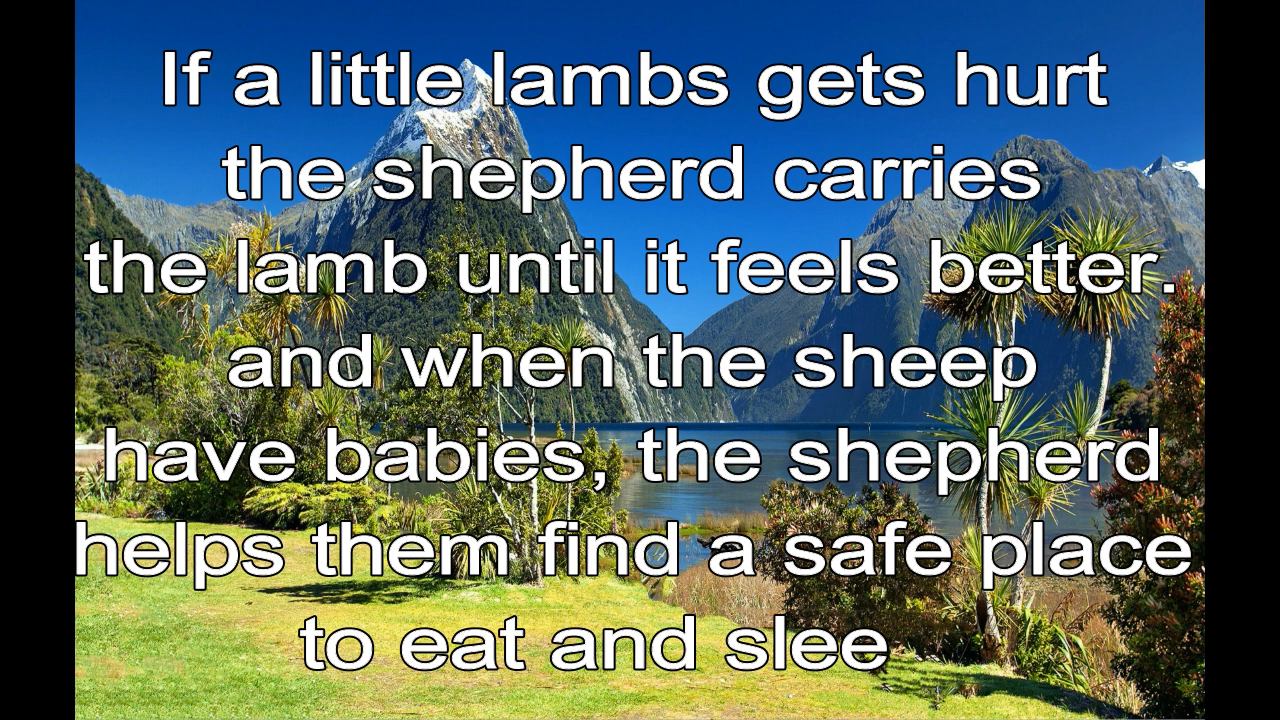 If a little lambs gets hurt
the shepherd carries
the lamb until it feels better.
and when the sheep
have babies, the shepherd
helps them find a safe place
to eat and slee